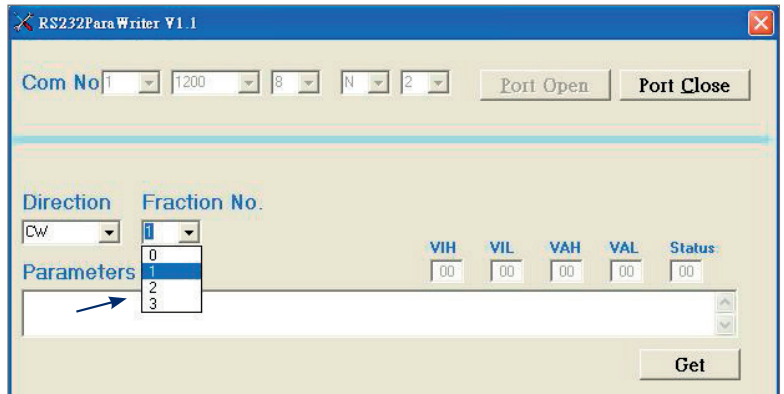 RS232ParaWriter V1.1
Com No 1 1200 8 N 2 Port Open Port Close
Direction Fraction No.
CW 1
VIH VIL VAH VAL Status
0
Parameters 1 00 00 00 00 00
2
3
Get